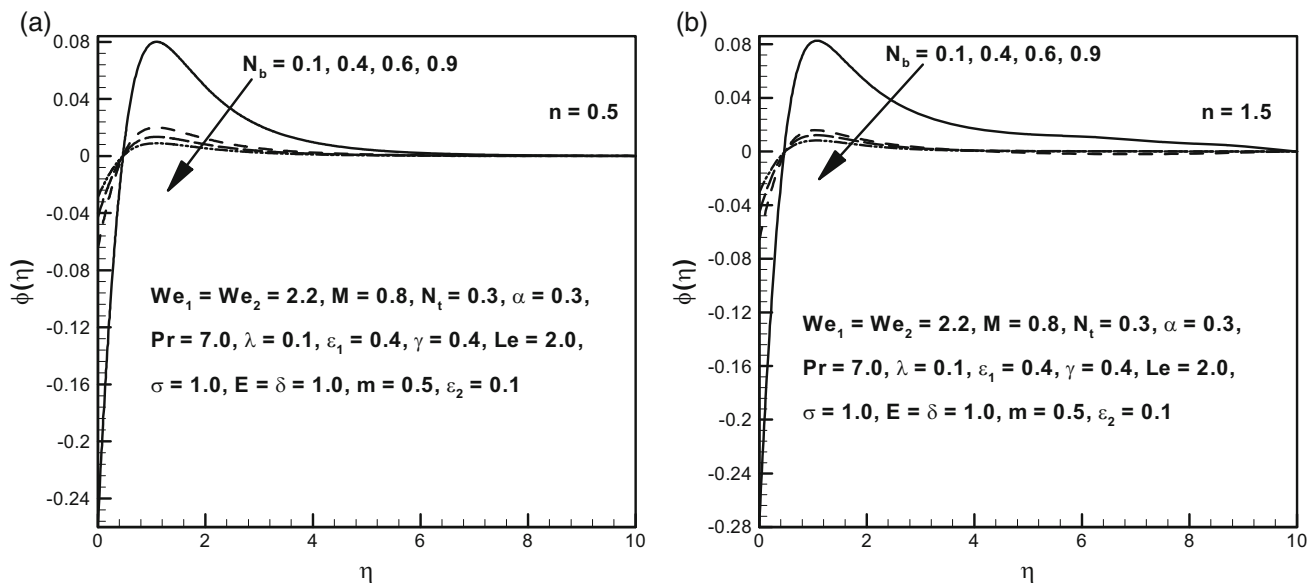 (a)
0.08
0.04
0
-0.04
-0.08
-0.12
-0.16
-0.2
-0.24
ϕ(η)
N_b = 0.1, 0.4, 0.6, 0.9
n = 0.5
We_1 = We_2 = 2.2, M = 0.8, N_t = 0.3, α = 0.3,
Pr = 7.0, λ = 0.1, ε_1 = 0.4, γ = 0.4, Le = 2.0,
σ = 1.0, E = δ = 1.0, m = 0.5, ε_2 = 0.1
0 2 4 6 8 10
η
(b)
0.08
0.04
0
-0.04
-0.08
-0.12
-0.16
-0.2
-0.24
-0.28
ϕ(η)
N_b = 0.1, 0.4, 0.6, 0.9
n = 1.5
We_1 = We_2 = 2.2, M = 0.8, N_t = 0.3, α = 0.3,
Pr = 7.0, λ = 0.1, ε_1 = 0.4, γ = 0.4, Le = 2.0,
σ = 1.0, E = δ = 1.0, m = 0.5, ε_2 = 0.1
0 2 4 6 8 10
η